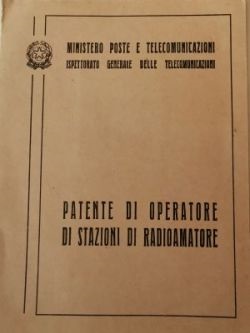 MINISTERO POSTE E TELECOMUNICAZIONI
ISPETTORATO GENERALE DELLE TELECOMUNICAZIONI
PATENTE DI OPERATORE
DI STAZIONI DI RADIOAMATORE